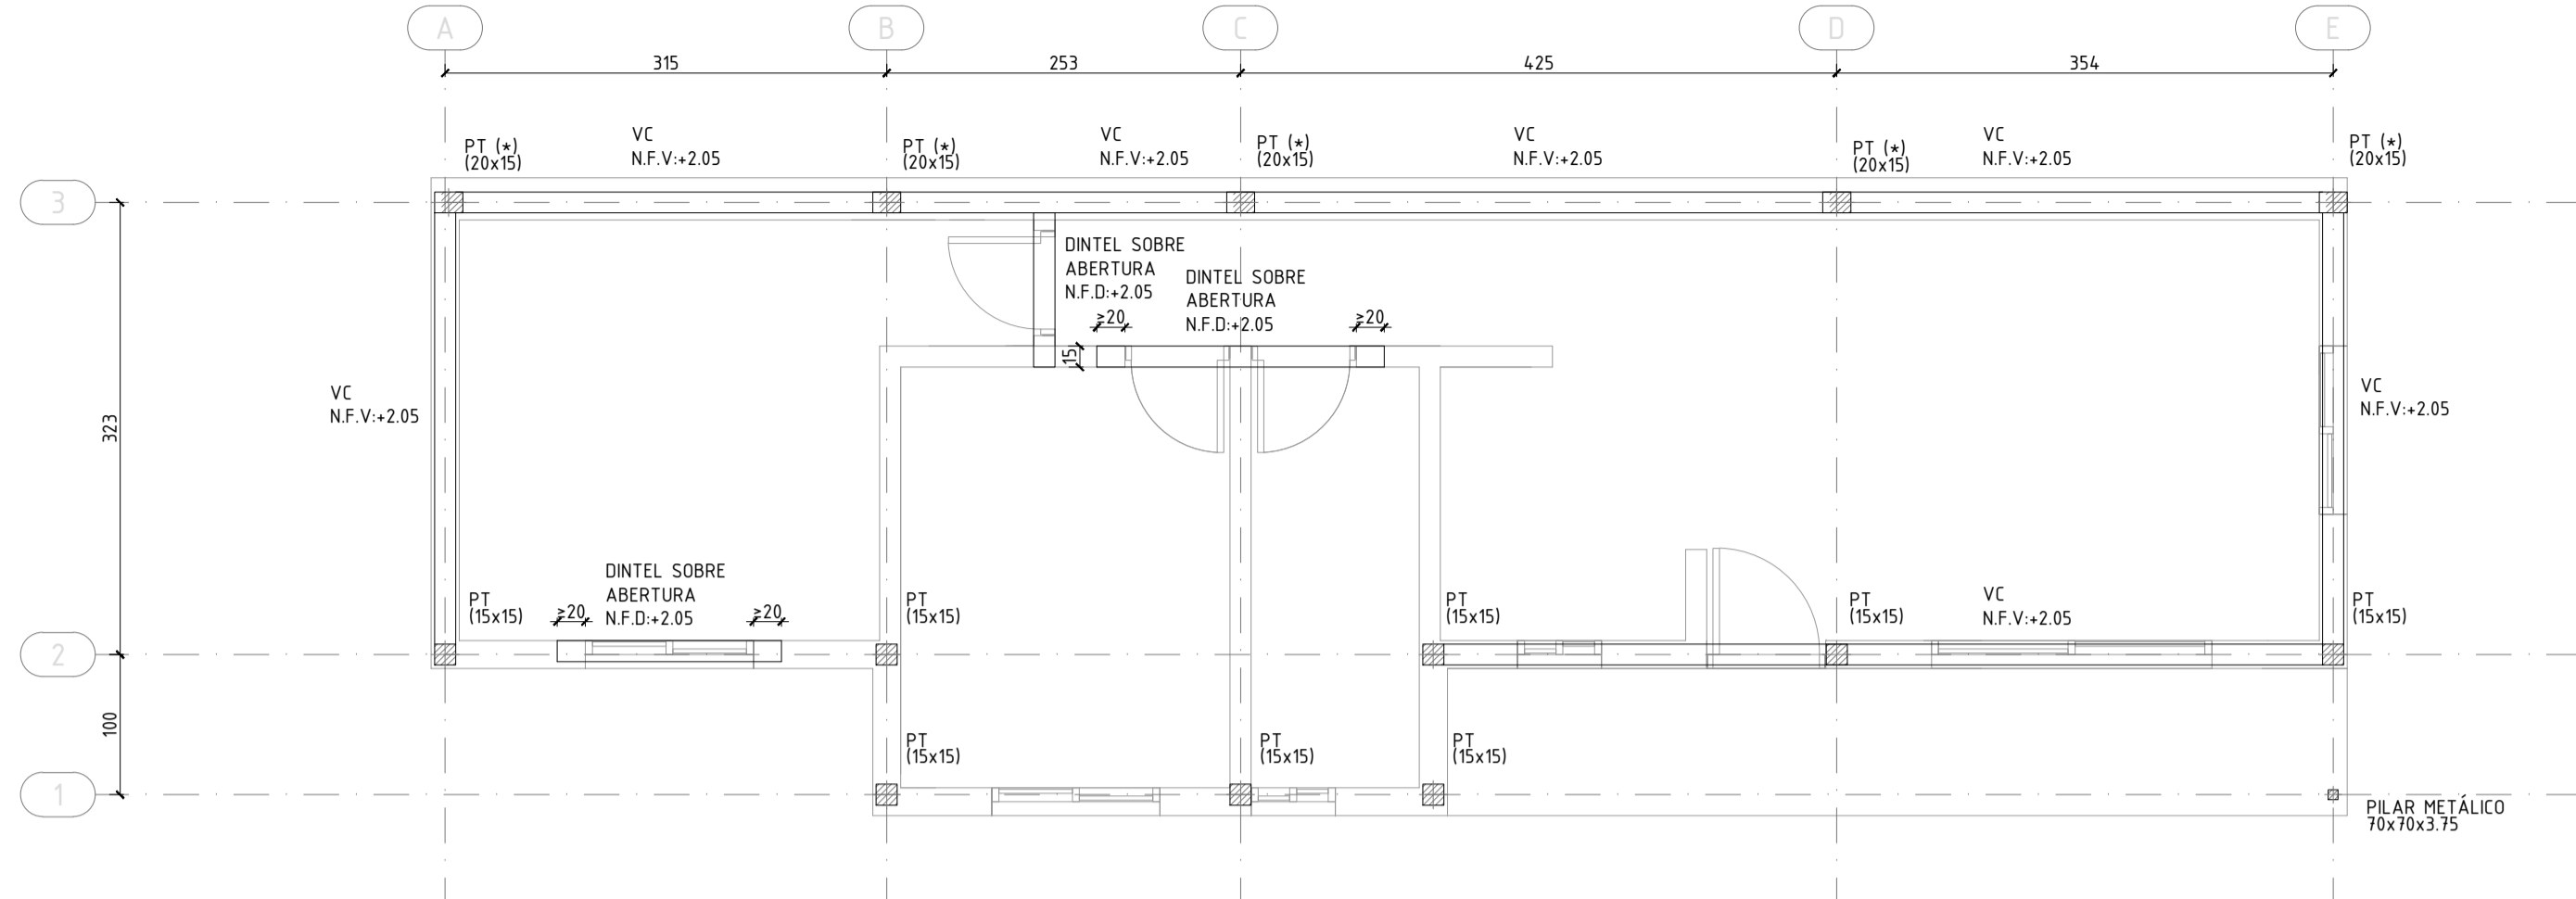 A
B
C
D
E
315
253
425
354
PT (*)
(20x15)
VC
N.F.V:+2.05
PT (*)
(20x15)
VC
N.F.V:+2.05
PT (*)
(20x15)
VC
N.F.V:+2.05
PT (*)
(20x15)
VC
N.F.V:+2.05
PT (*)
(20x15)
3
DINTEL SOBRE
ABERTURA
N.F.D:+2.05
DINTEL SOBRE
ABERTURA
N.F.D:+2.05
≥20
≥20
15
VC
N.F.V:+2.05
VC
N.F.V:+2.05
323
DINTEL SOBRE
ABERTURA
N.F.D:+2.05
≥20
≥20
PT
(15x15)
PT
(15x15)
PT
(15x15)
PT
(15x15)
VC
N.F.V:+2.05
PT
(15x15)
2
100
PT
(15x15)
PT
(15x15)
PT
(15x15)
1
PILAR METÁLICO
70x70x3.75